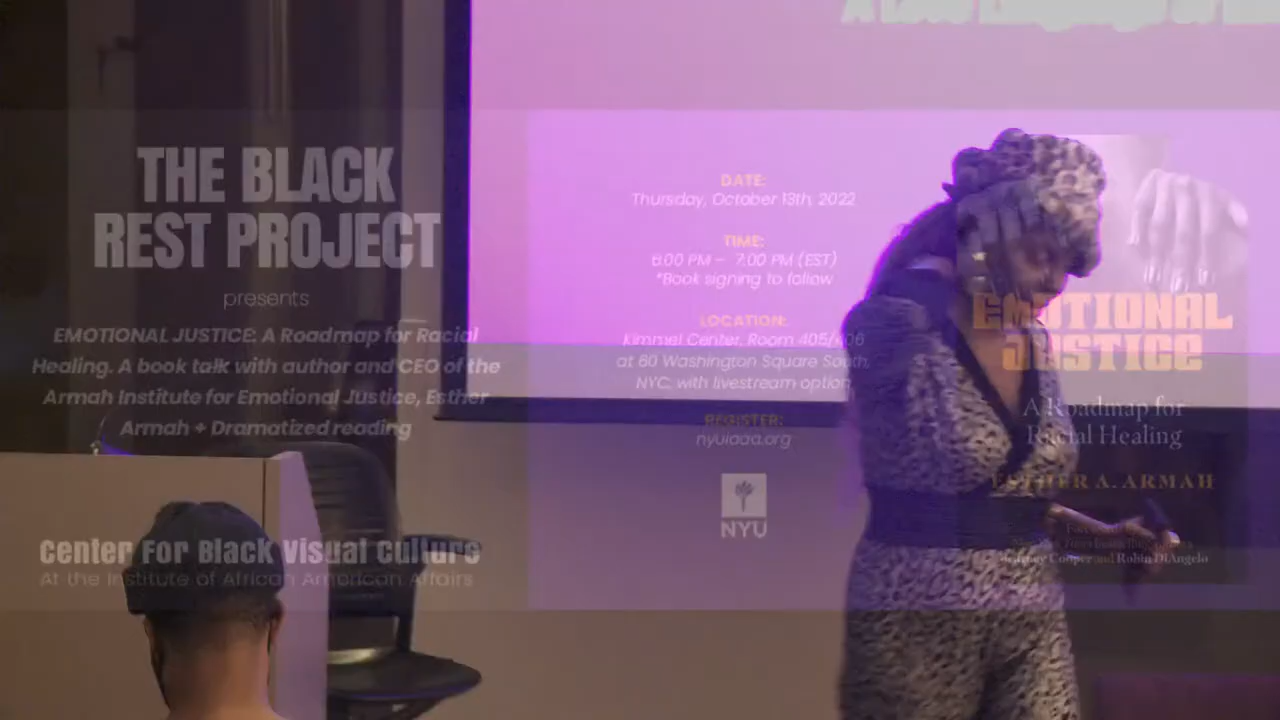 THE BLACK
REST PROJECT
presents
EMOTIONAL JUSTICE: A Roadmap for Racial
Healing. A book talk with author and CEO of the
Armah Institute for Emotional Justice, Esther
Armah + Dramatized reading
Center For Black Visual Culture
At the Institute of African American Affairs
DATE:
Thursday, October 13th, 2022
TIME:
6:00 PM – 7:00 PM (EST)
*Book signing to follow
LOCATION:
Kimmel Center, Room 405/406
at 60 Washington Square South,
NYC; with livestream option
REGISTER:
nyuiaaa.org
NYU
EMOTIONAL
JUSTICE
A Roadmap for
Racial Healing
ESTHER A. ARMAH
Brittney Cooper and Robin DiAngelo